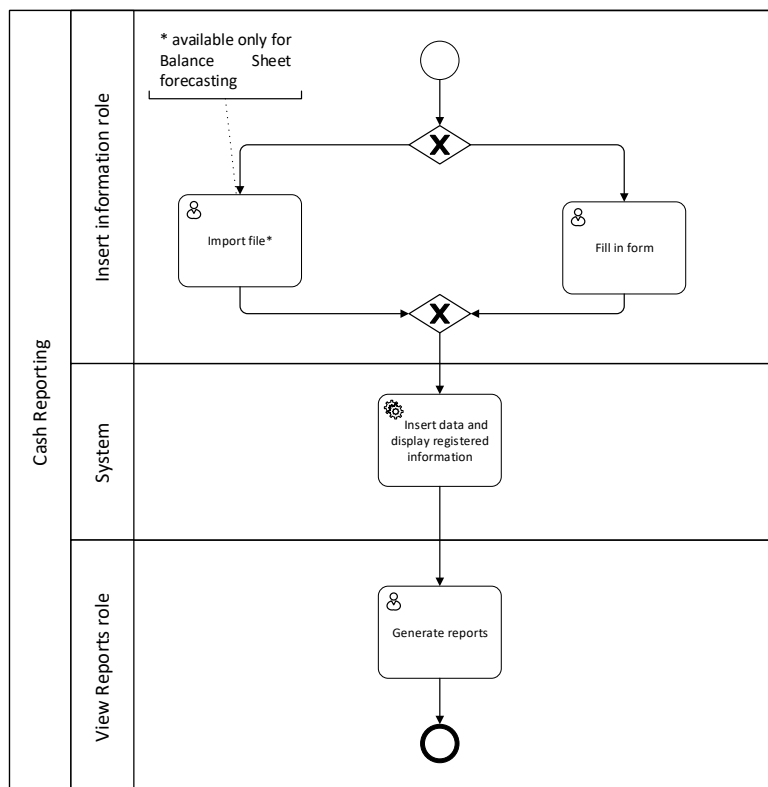 Cash Reporting
Insert information role
* available only for
Balance Sheet
forecasting
X
Import file*
Fill in form
X
System
Insert data and
display registered
information
View Reports role
Generate reports